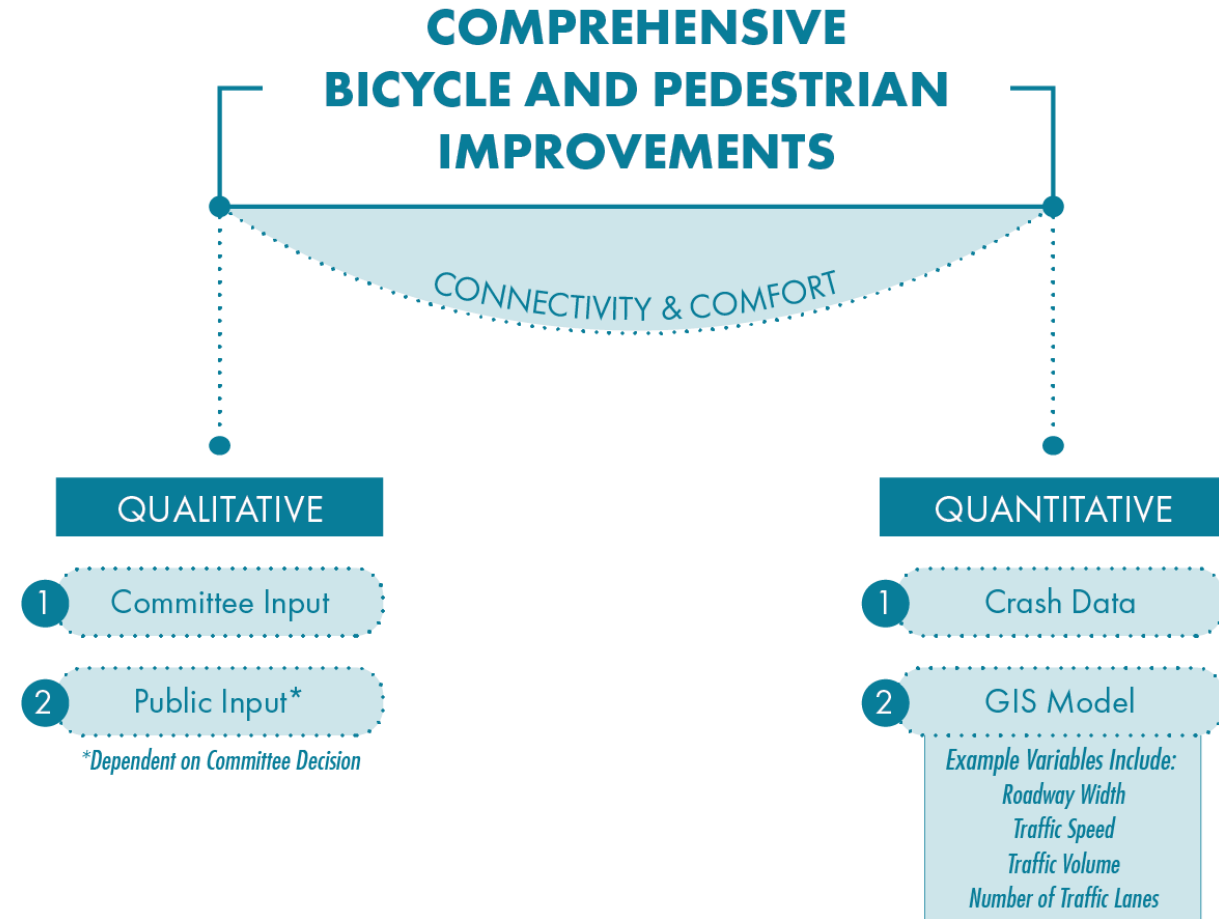 COMPREHENSIVE
BICYCLE AND PEDESTRIAN
IMPROVEMENTS
CONNECTIVITY & COMFORT
QUALITATIVE
1 Committee Input
2 Public Input*
*Dependent on Committee Decision
QUANTITATIVE
1 Crash Data
2 GIS Model
Example Variables Include:
Roadway Width
Traffic Speed
Traffic Volume
Number of Traffic Lanes